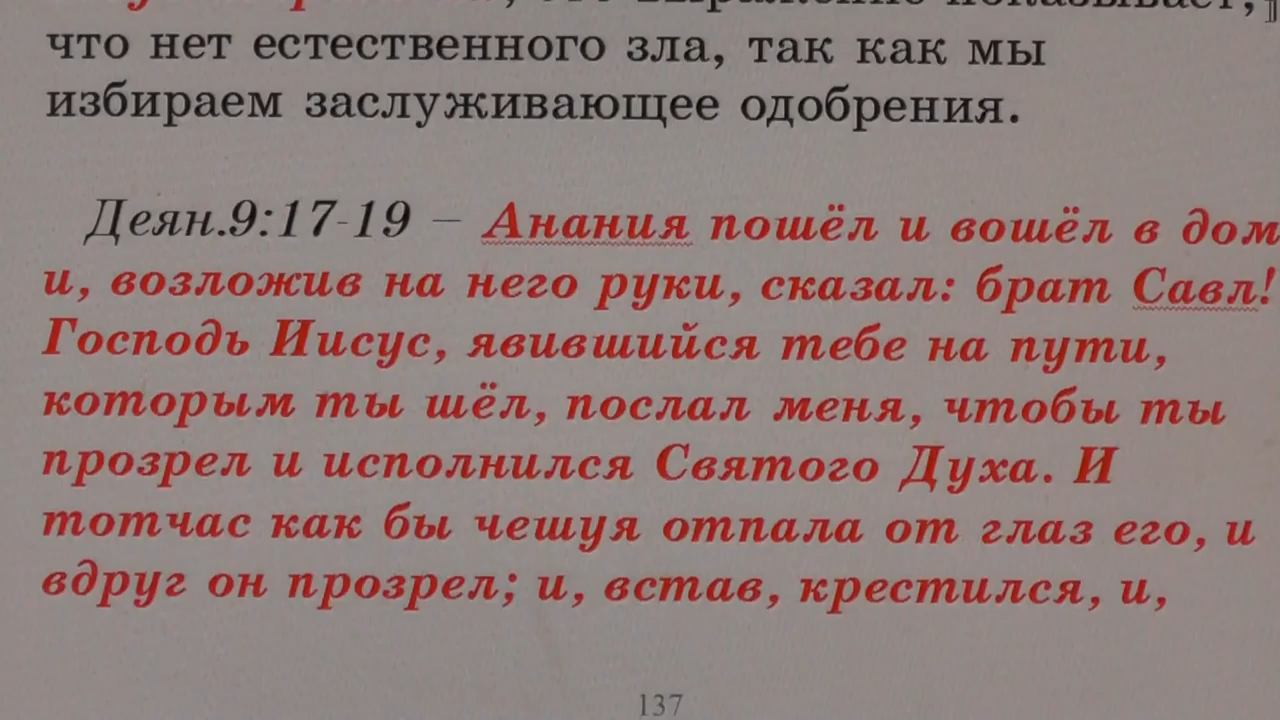 что нет естественного зла, так как мы
избираем заслуживающее одобрения.
Деян.9:17-19 – Анания пошёл и вошёл в дом
и, возложив на него руки, сказал: брат Савл!
Господь Иисус, явившийся тебе на пути,
которым ты шёл, послал меня, чтобы ты
прозрел и исполнился Святого Духа. И
тотчас как бы чешуя отпала от глаз его, и
вдруг он прозрел; и, встав, крестился, и,
137